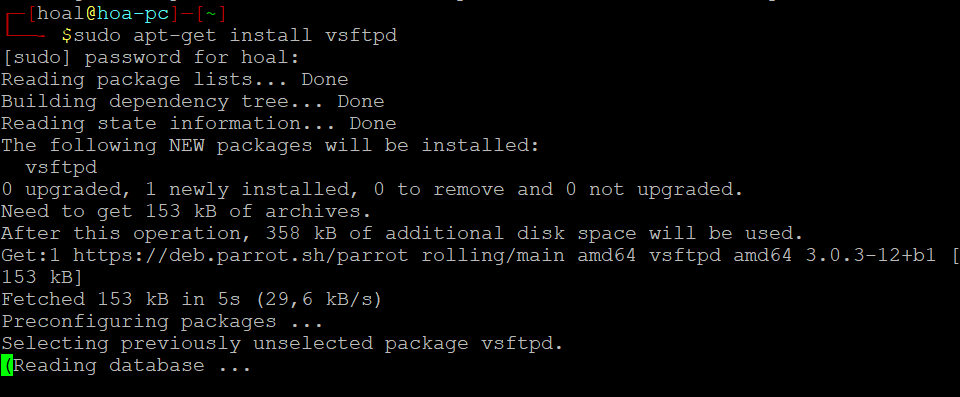 ┌─[hoal@hoa-pc]─[~]
└──╼ $sudo apt-get install vsftpd
[sudo] password for hoal:
Reading package lists... Done
Building dependency tree... Done
Reading state information... Done
The following NEW packages will be installed:
  vsftpd
0 upgraded, 1 newly installed, 0 to remove and 0 not upgraded.
Need to get 153 kB of archives.
After this operation, 358 kB of additional disk space will be used.
Get:1 https://deb.parrot.sh/parrot rolling/main amd64 vsftpd amd64 3.0.3-12+b1 [
153 kB]
Fetched 153 kB in 5s (29,6 kB/s)
Preconfiguring packages ...
Selecting previously unselected package vsftpd.
(Reading database ...